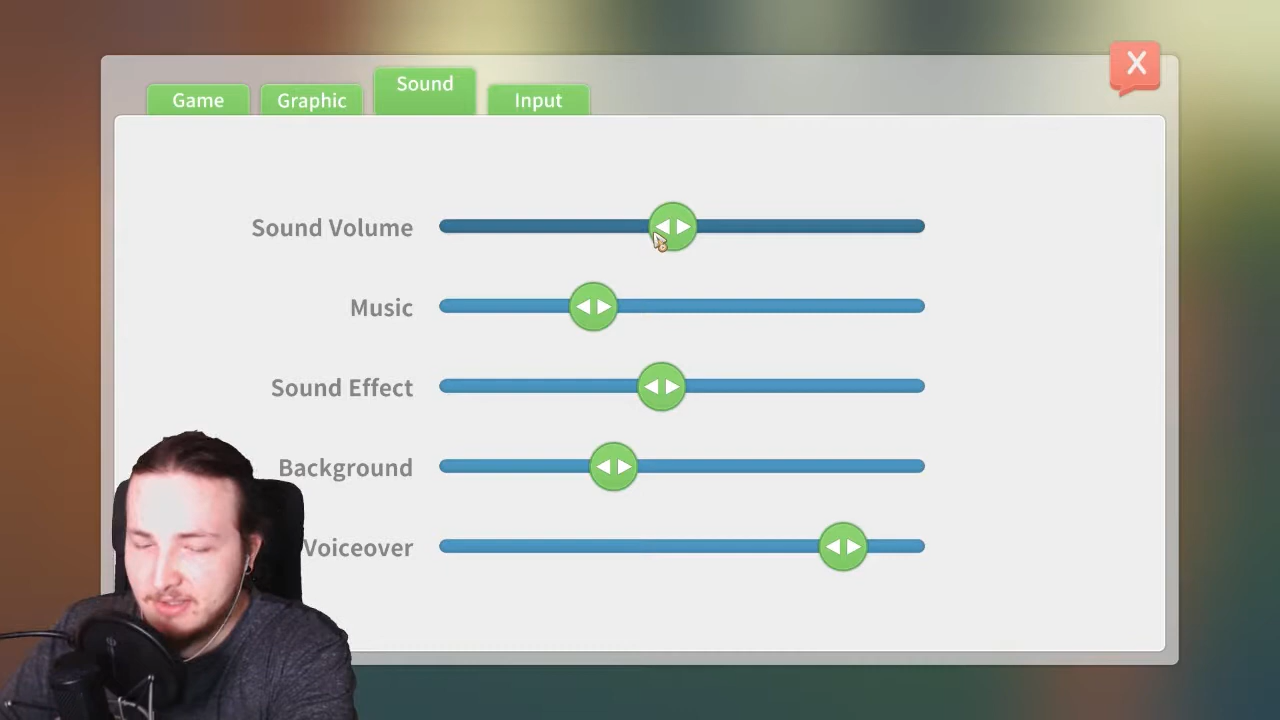 Game
Graphic
Sound
Input
X
Sound Volume
Music
Sound Effect
Background
Voiceover